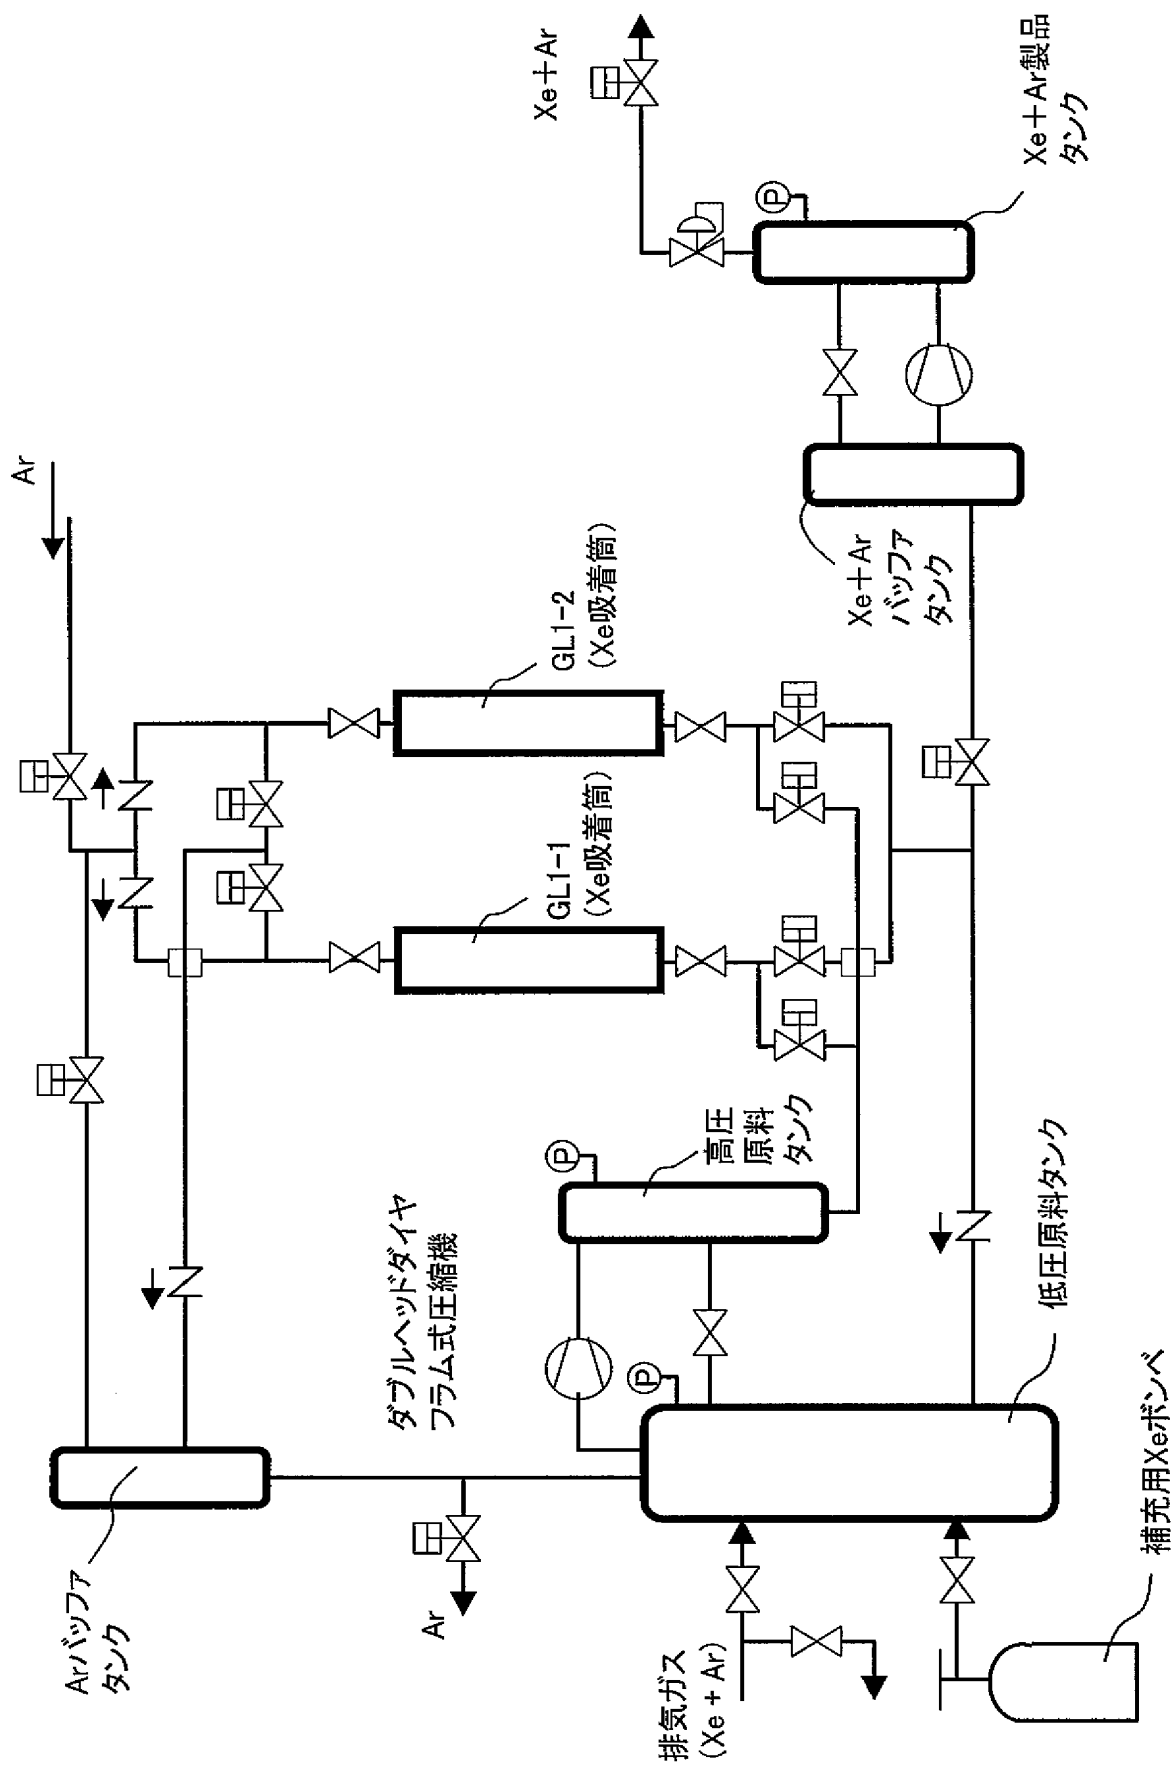 排気ガス
(Xe + Ar)
補充用Xeボンベ
Arバッファ
タンク
Ar
低圧原料タンク
ダブルヘッドダイヤ
フラム式圧縮機
P
P
高圧
原料
タンク
GL1-1
(Xe吸着筒)
GL1-2
(Xe吸着筒)
Ar
Xe+Ar
バッファ
タンク
P
Xe+Ar製品
タンク
Xe+Ar